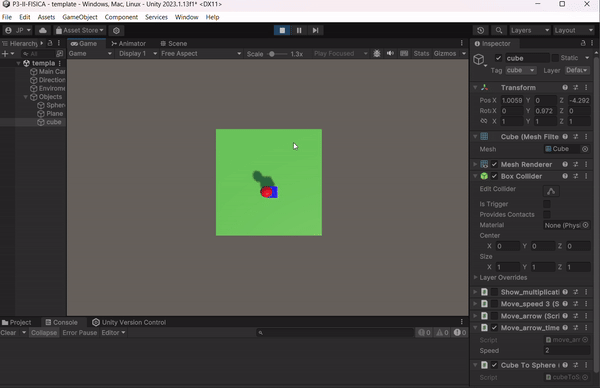 P3-II-FISICA - template - Windows, Mac, Linux - Unity 2023.1.13f1* <DX11>
File Edit Assets GameObject Component Services Window Help
JP Asset Store Layers Layout
Hierarchy Game Animator Scene Inspector
All Game Display 1 Free Aspect Scale 1.3x Play Focused Stats Gizmos
templa
Main Car
Direction
Envirome
Objects
Sphere
Plane
cube
cube Static
Tag cube Layer Defau
Transform
Pos X 1.0059 Y 0 Z -4.292
Rot X 0 Y 0.972 Z 0
X 1 Y 1 Z 1
Cube (Mesh Filte
Mesh Cube
Mesh Renderer
Box Collider
Edit Collider
Is Trigger
Provides Contacts
Material None (Physi
Center
X 0 Y 0 Z 0
Size
X 1 Y 1 Z 1
Layer Overrides
Show_multiplicati
Move_speed 3 (S
Move_arrow (Scri
Move_arrow_time
Script move_arr
Speed 2
Cube To Sphere
Script cubeToS
Project Console Unity Version Control
Clear Collapse Error Pause Editor 0 0 0